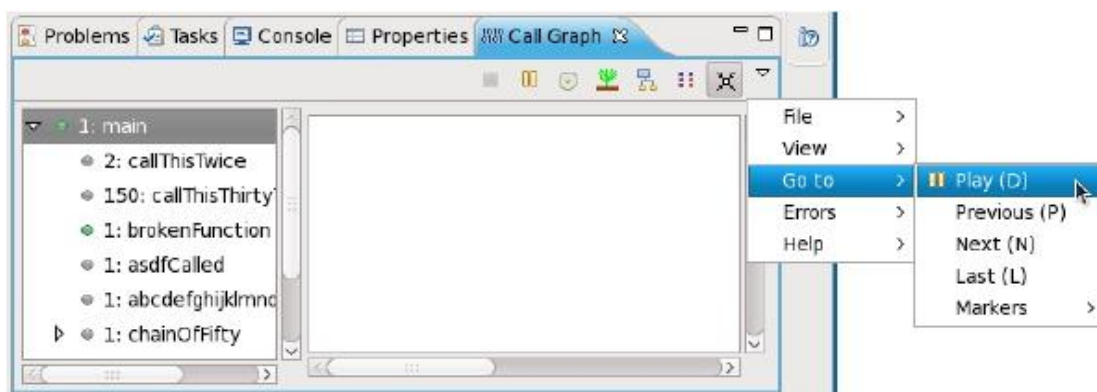 Problems Tasks Console Properties Call Graph
File
View
Go to
Errors
Help
Play (D)
Previous (P)
Next (N)
Last (L)
Markers
1: main
2: callThisTwice
150: callThisThirty
1: brokenFunction
1: asdfCalled
1: abcdefghijklmno
1: chainOfFifty